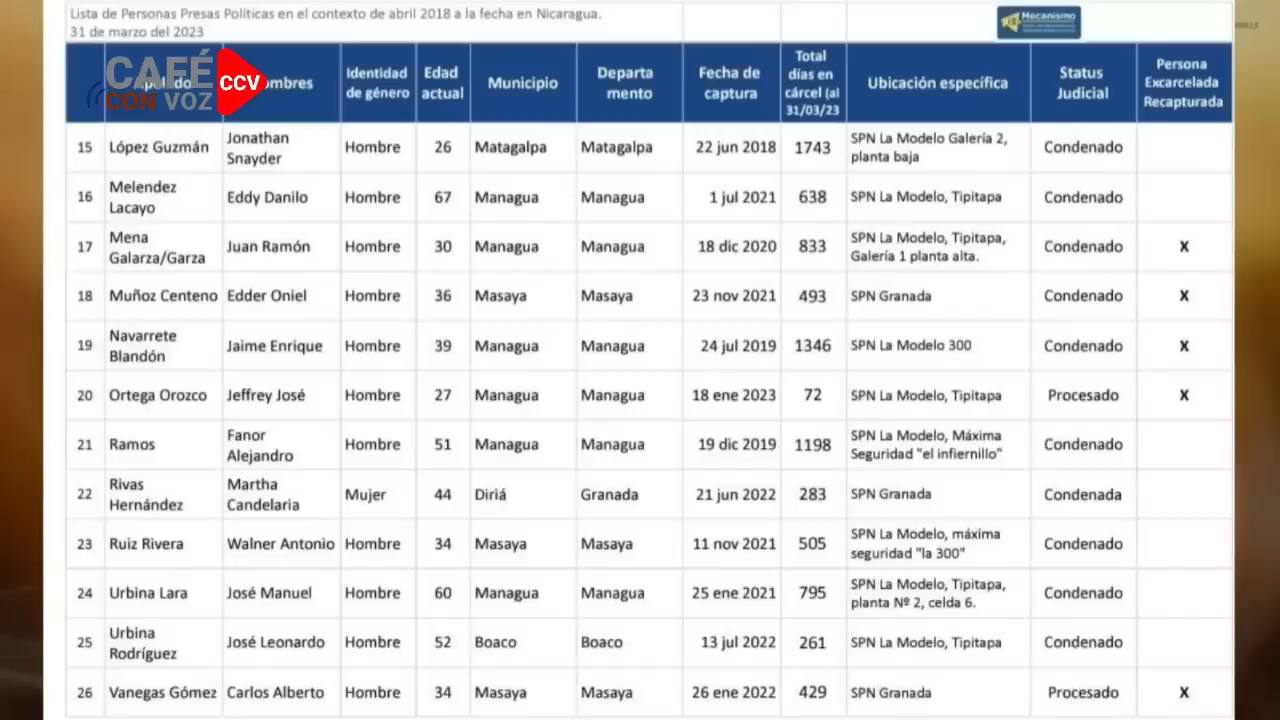 Lista de Personas Presas Políticas en el contexto de abril 2018 a la fecha en Nicaragua.
31 de marzo del 2023
Mecanismo
CAFÉ
CON VOZ
CCV
Identidad de género Edad actual Municipio Departa mento Fecha de captura Total días en cárcel (al 31/03/23 Ubicación específica Status Judicial Persona Excarcelada Recapturada
15 López Guzmán Jonathan Snayder Hombre 26 Matagalpa Matagalpa 22 jun 2018 1743 SPN La Modelo Galería 2, planta baja Condenado
16 Melendez Lacayo Eddy Danilo Hombre 67 Managua Managua 1 jul 2021 638 SPN La Modelo, Tipitapa Condenado
17 Mena Galarza/Garza Juan Ramón Hombre 30 Managua Managua 18 dic 2020 833 SPN La Modelo, Tipitapa, Galería 1 planta alta. Condenado X
18 Muñoz Centeno Edder Oniel Hombre 36 Masaya Masaya 23 nov 2021 493 SPN Granada Condenado X
19 Navarrete Blandón Jaime Enrique Hombre 39 Managua Managua 24 jul 2019 1346 SPN La Modelo 300 Condenado X
20 Ortega Orozco Jeffrey José Hombre 27 Managua Managua 18 ene 2023 72 SPN La Modelo, Tipitapa Procesado X
21 Ramos Fanor Alejandro Hombre 51 Managua Managua 19 dic 2019 1198 SPN La Modelo, Máxima Seguridad "el infiernillo" Condenado
22 Rivas Hernández Martha Candelaria Mujer 44 Diriá Granada 21 jun 2022 283 SPN Granada Condenada
23 Ruiz Rivera Walner Antonio Hombre 34 Masaya Masaya 11 nov 2021 505 SPN La Modelo, máxima seguridad "la 300" Condenado
24 Urbina Lara José Manuel Hombre 60 Managua Managua 25 ene 2021 795 SPN La Modelo, Tipitapa, planta Nº 2, celda 6. Condenado
25 Urbina Rodríguez José Leonardo Hombre 52 Boaco Boaco 13 jul 2022 261 SPN La Modelo, Tipitapa Condenado
26 Vanegas Gómez Carlos Alberto Hombre 34 Masaya Masaya 26 ene 2022 429 SPN Granada Procesado X